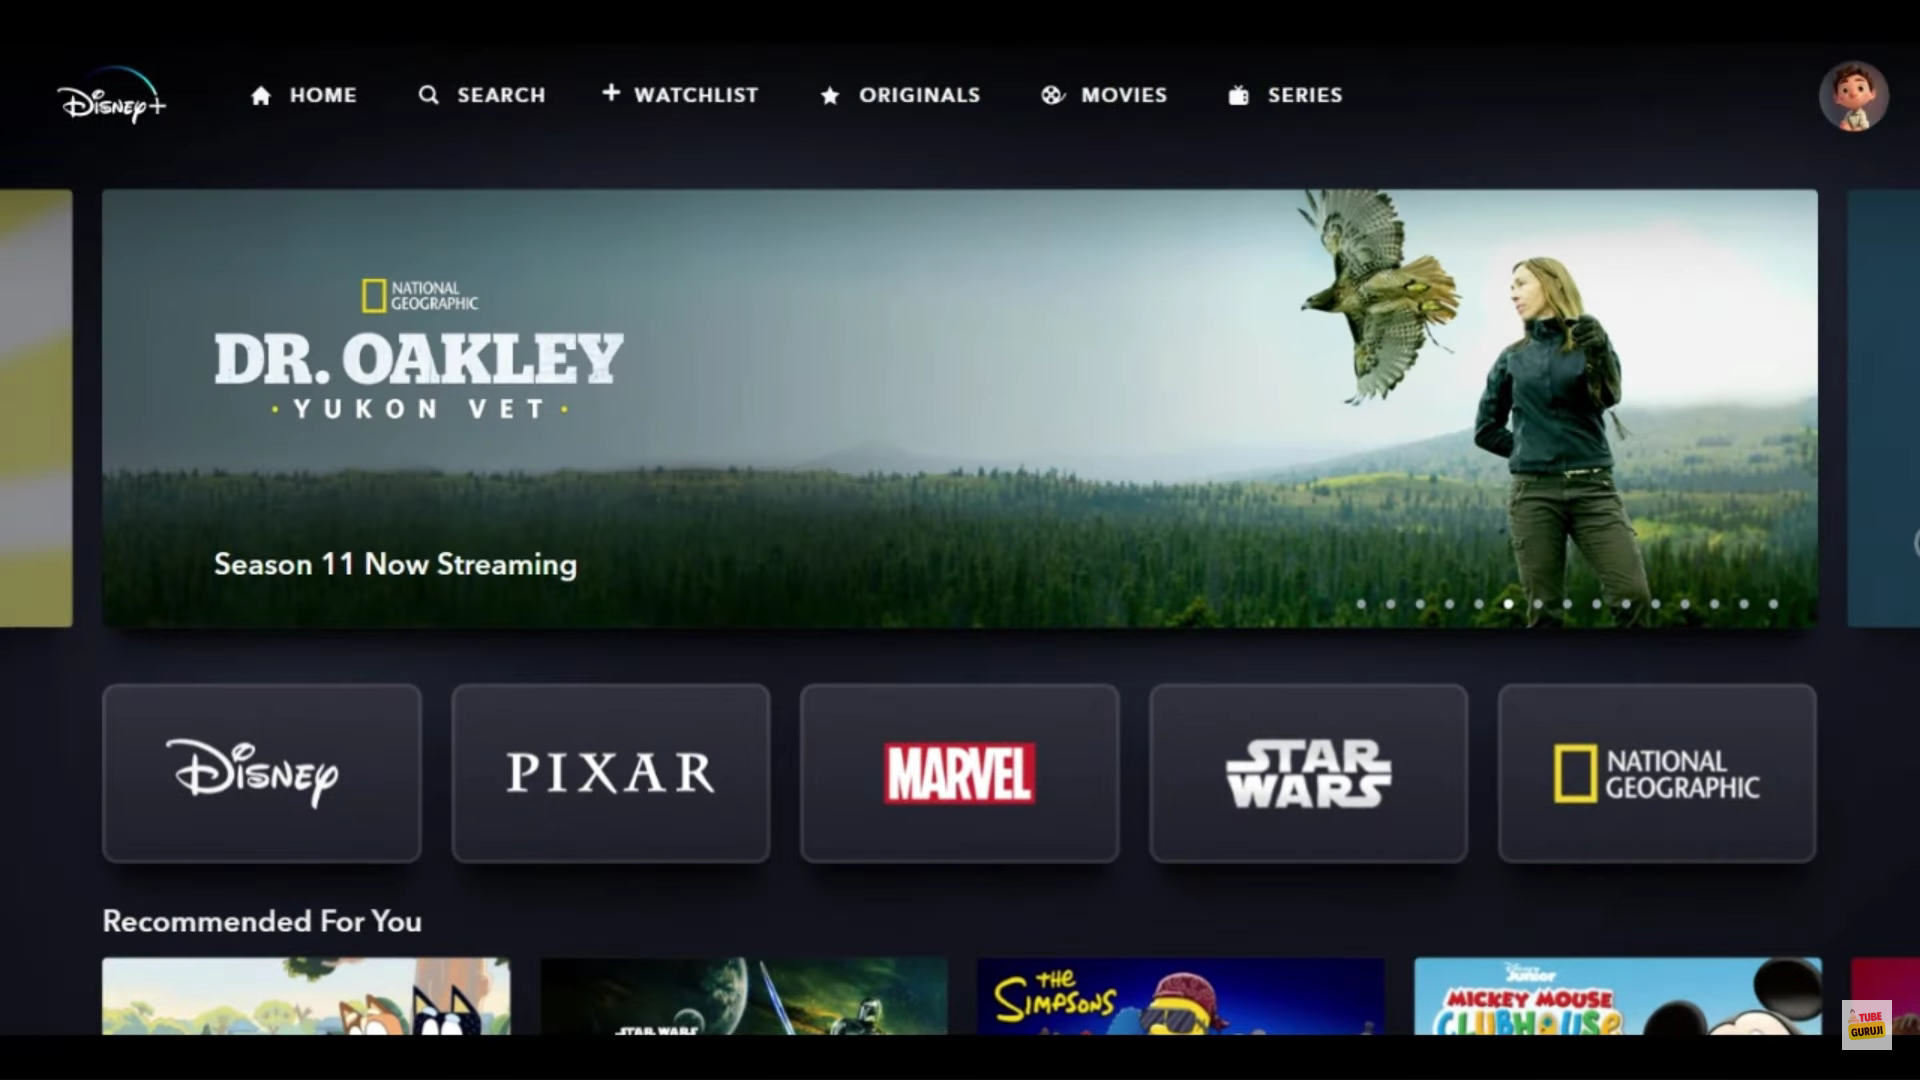 Disney+
HOME
SEARCH
WATCHLIST
ORIGINALS
MOVIES
SERIES
NATIONAL
GEOGRAPHIC
DR. OAKLEY
· YUKON VET ·
Season 11 Now Streaming
Disney
PIXAR
MARVEL
STAR
WARS
NATIONAL
GEOGRAPHIC
Recommended For You
STAR WARS
THE
SIMPSONS
Disney
Junior
MICKEY MOUSE
CLUBHOUSE
TUBE
GURUJI